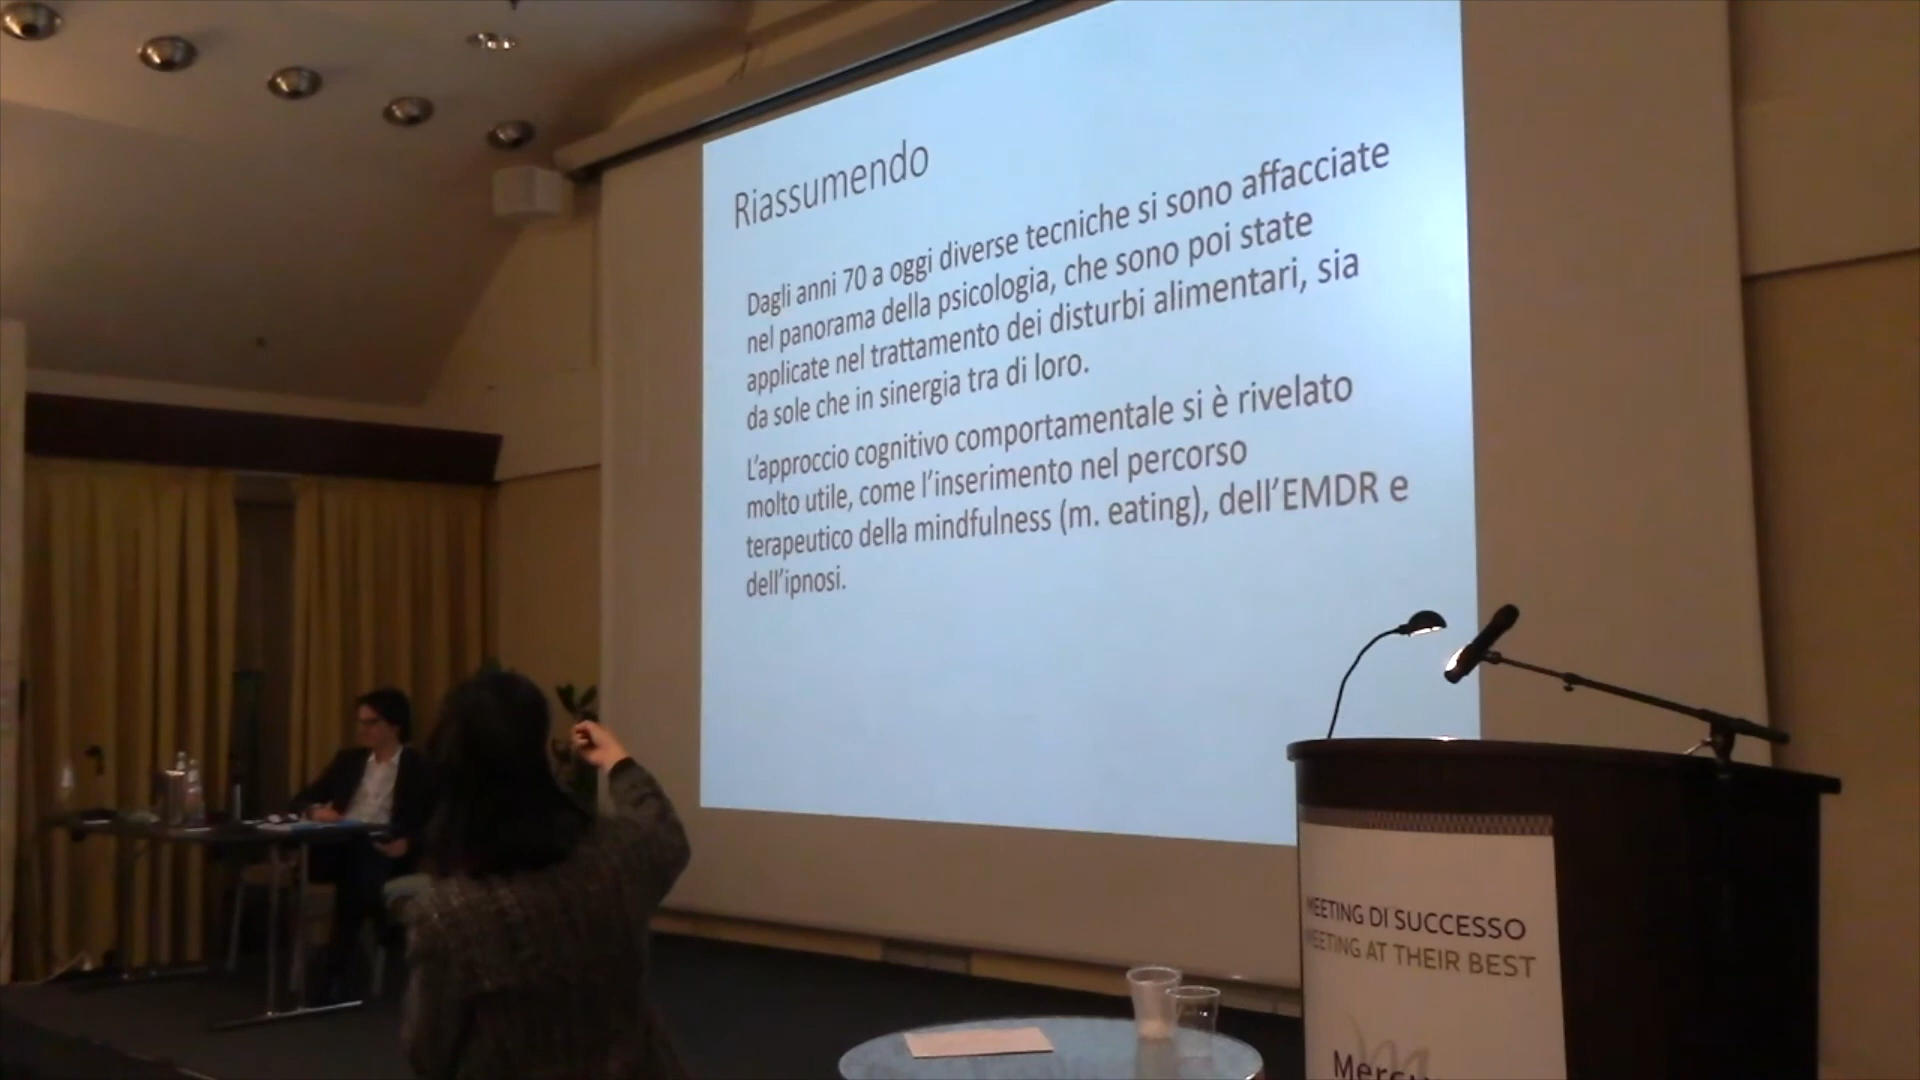 Riassumendo
Dagli anni 70 a oggi diverse tecniche si sono affacciate
nel panorama della psicologia, che sono poi state
applicate nel trattamento dei disturbi alimentari, sia
da sole che in sinergia tra di loro.
L'approccio cognitivo comportamentale si è rivelato
molto utile, come l'inserimento nel percorso
terapeutico della mindfulness (m. eating), dell'EMDR e
dell'ipnosi.
MEETING DI SUCCESSO
MEETING AT THEIR BEST